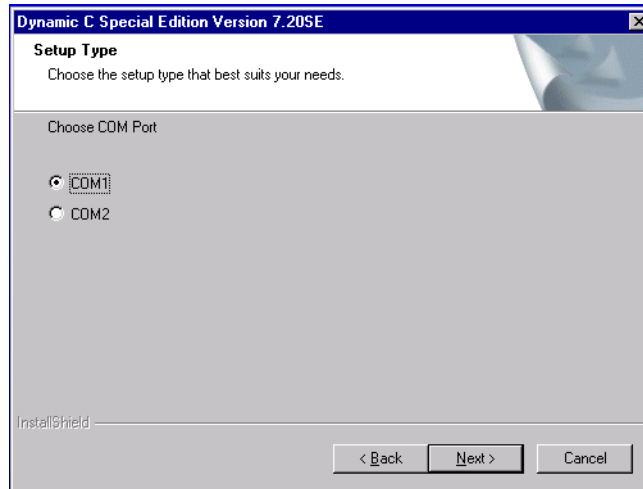 Dynamic C Special Edition Version 7.20SE
Setup Type
Choose the setup type that best suits your needs.
Choose COM Port
COM1
COM2
InstallShield
< Back Next > Cancel